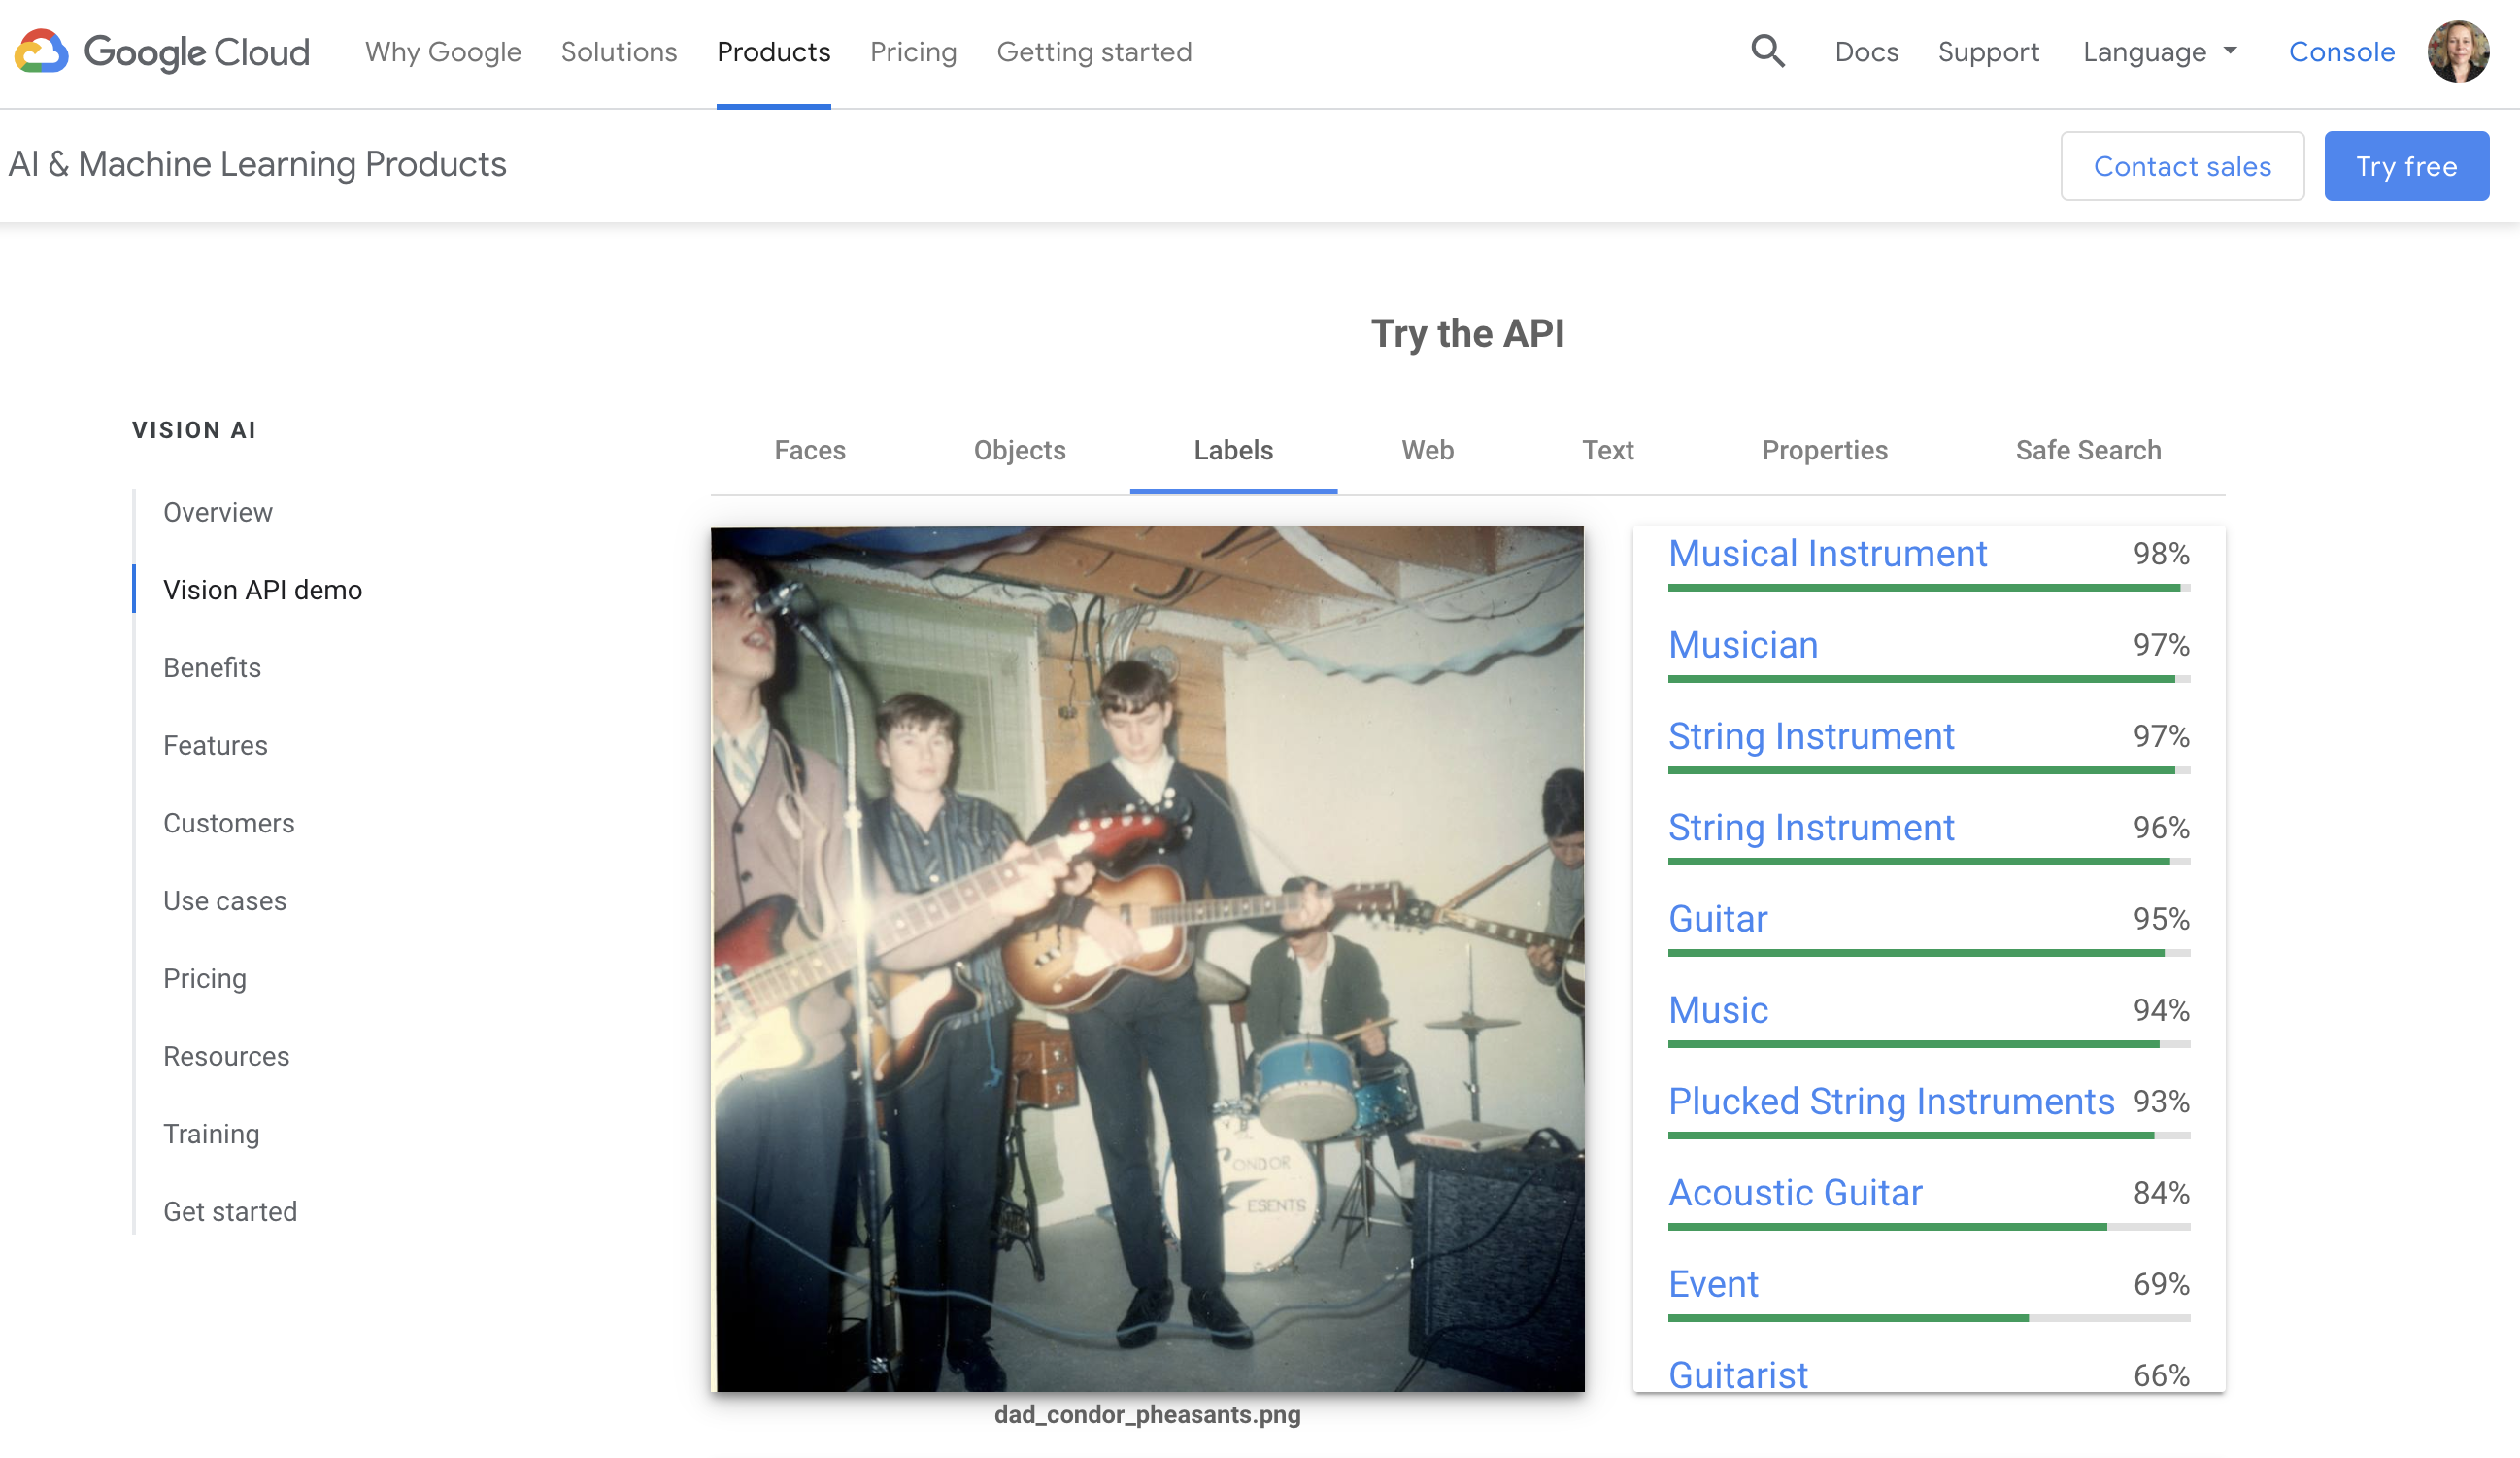 Google Cloud
Why Google
Solutions
Products
Pricing
Getting started
Docs
Support
Language
Console
AI & Machine Learning Products
Contact sales
Try free
Try the API
VISION AI
Overview
Vision API demo
Benefits
Features
Customers
Use cases
Pricing
Resources
Training
Get started
Faces
Objects
Labels
Web
Text
Properties
Safe Search
CONDOR
ESENTS
Musical Instrument 98%
Musician 97%
String Instrument 97%
String Instrument 96%
Guitar 95%
Music 94%
Plucked String Instruments 93%
Acoustic Guitar 84%
Event 69%
Guitarist 66%
dad_condor_pheasants.png